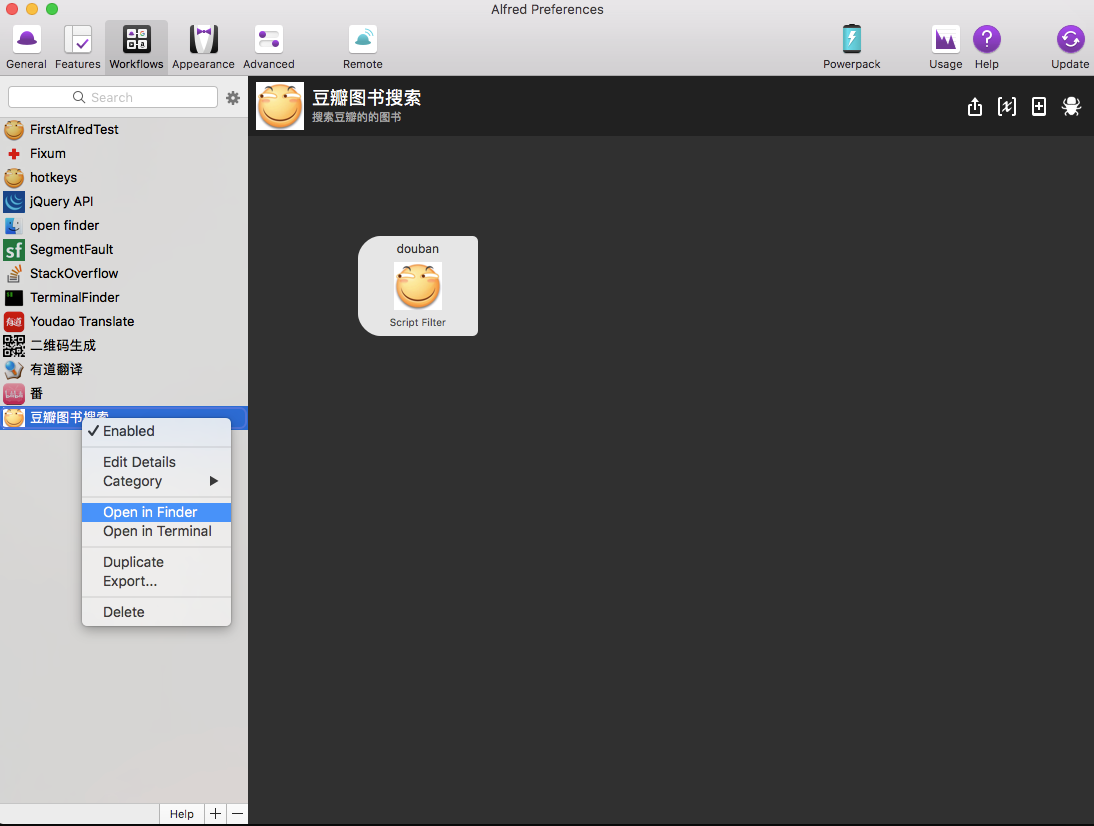 Alfred Preferences
General Features Workflows Appearance Advanced Remote Powerpack Usage Help Update
Search
豆瓣图书搜索
搜索豆瓣的的图书
FirstAlfredTest
Fixum
hotkeys
jQuery API
open finder
sf SegmentFault
StackOverflow
TerminalFinder
有道 Youdao Translate
二维码生成
有道翻译
番
豆瓣图书搜索
Enabled
Edit Details
Category
Open in Finder
Open in Terminal
Duplicate
Export...
Delete
douban
Script Filter
Help + −